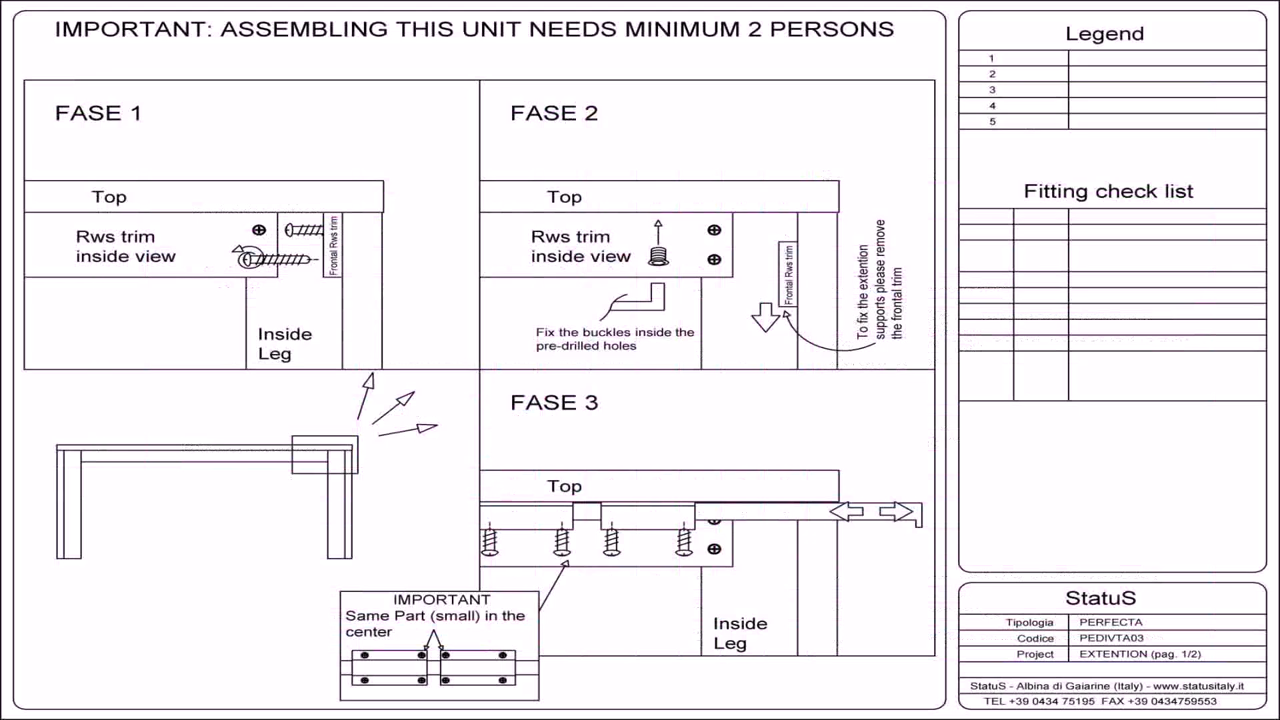 IMPORTANT: ASSEMBLING THIS UNIT NEEDS MINIMUM 2 PERSONS
FASE 1
Top
Rws trim
inside view
Frontal Rws trim
Inside
Leg
FASE 2
Top
Rws trim
inside view
Fix the buckles inside the
pre-drilled holes
Frontal Rws trim
To fix the extention
supports please remove
the frontal trim
FASE 3
Top
Inside
Leg
IMPORTANT
Same Part (small) in the
center
Legend
1
2
3
4
5
Fitting check list
StatuS
Tipologia PERFECTA
Codice PEDIVTA03
Project EXTENTION (pag. 1/2)
StatuS - Albina di Gaiarine (Italy) - www.statusitaly.it
TEL +39 0434 75195 FAX +39 0434759553